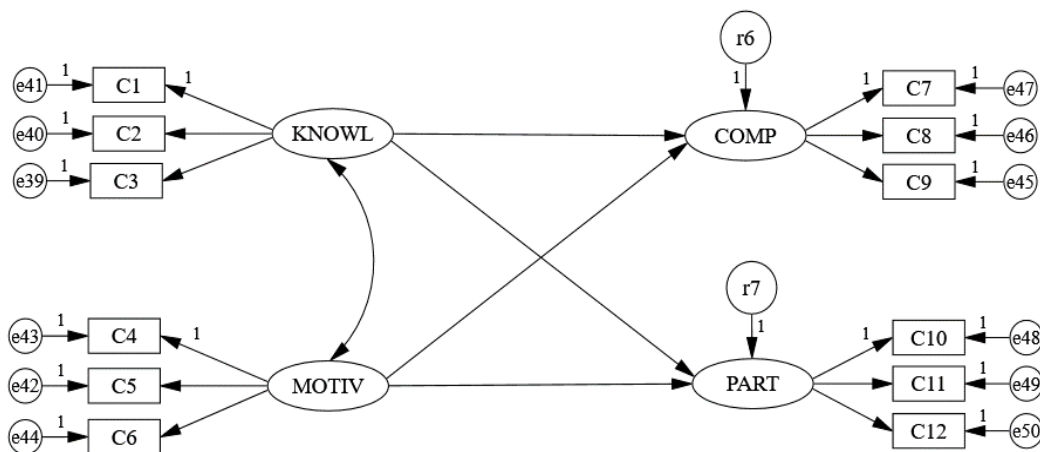 r6
e41 1 C1 1
C7 1 1 e47
e40 1 C2
KNOWL
COMP
1
C8 1 e46
e39 1 C3
C9 1 e45
r7
e43 1 C4 1
1
1 C10 1 e48
e42 1 C5
MOTIV
PART
C11 1 e49
e44 1 C6
C12 1 e50